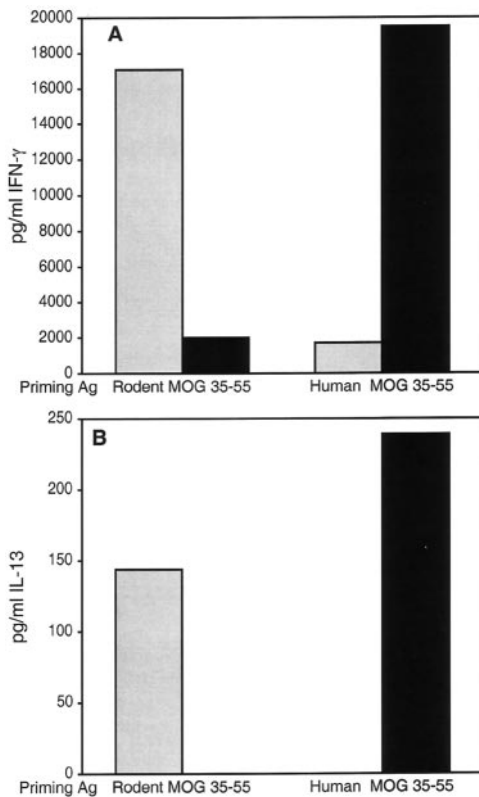 A
pg/ml IFN-γ
20000
18000
16000
14000
12000
10000
8000
6000
4000
2000
0
Priming Ag Rodent MOG 35-55 Human MOG 35-55
B
pg/ml IL-13
250
200
150
100
50
0
Priming Ag Rodent MOG 35-55 Human MOG 35-55